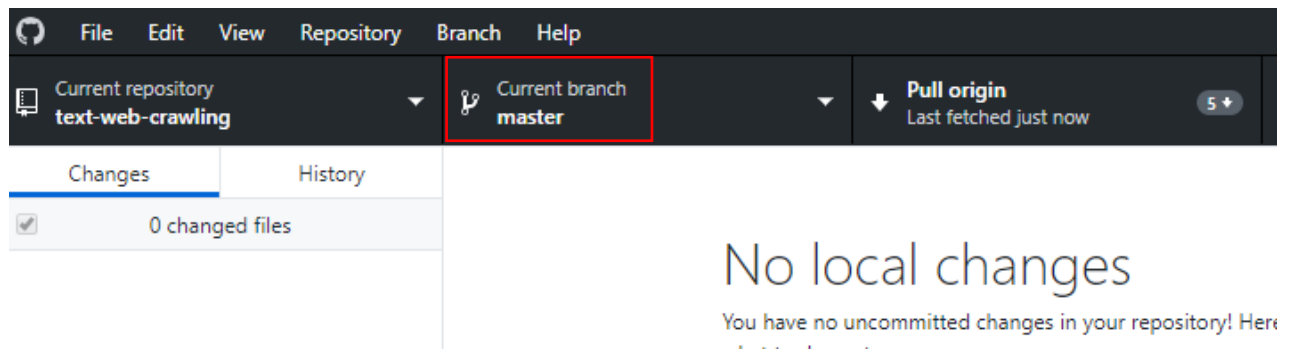 File Edit View Repository Branch Help
Current repository
text-web-crawling
Current branch
master
Pull origin
Last fetched just now
5
Changes History
0 changed files
No local changes
You have no uncommitted changes in your repository! Here